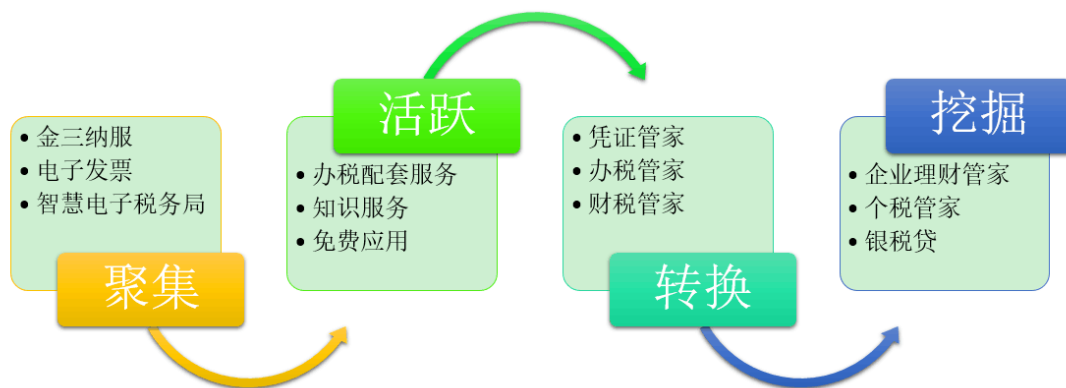 • 金三纳服
• 电子发票
• 智慧电子税务局
聚集
活跃
• 办税配套服务
• 知识服务
• 免费应用
• 凭证管家
• 办税管家
• 财税管家
转换
挖掘
• 企业理财管家
• 个税管家
• 银税贷